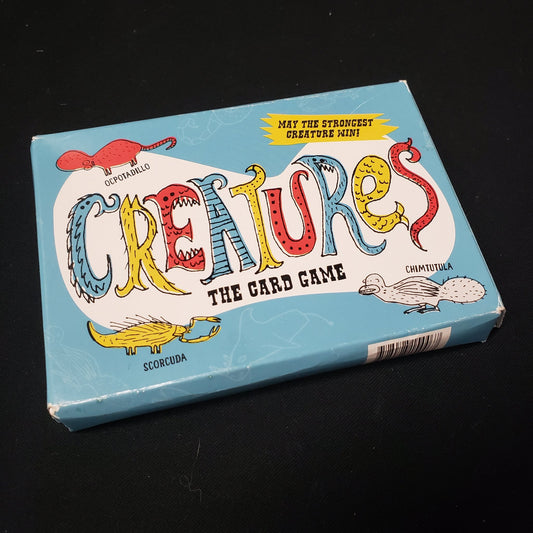 MAY THE STRONGEST
CREATURE WIN!
OCPOTADILLO
CREATURES
THE CARD GAME
CHIMTUTULA
SCORCUDA